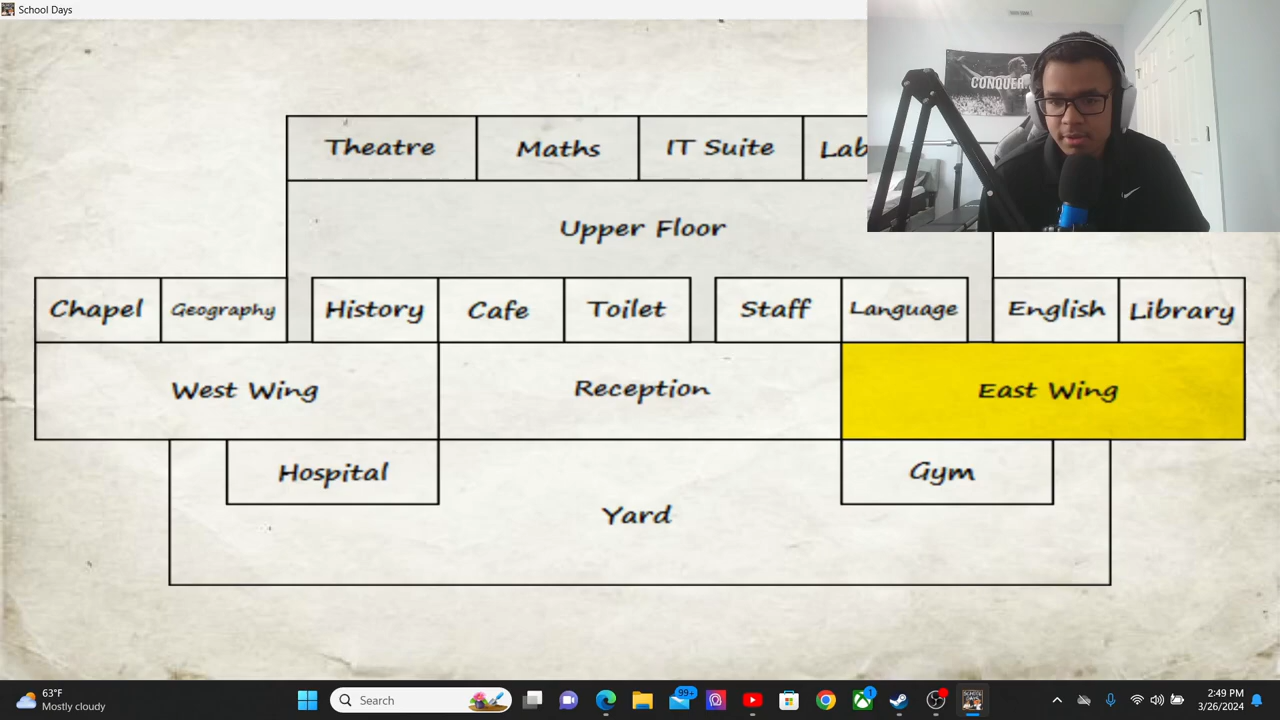 School Days
CONQUER
Theatre
Maths
IT Suite
Lab
Upper Floor
Chapel
Geography
History
Cafe
Toilet
Staff
Language
English
Library
West Wing
Reception
East Wing
Hospital
Gym
Yard
63°F
Mostly cloudy
Search
99+
1
2:49 PM
3/26/2024